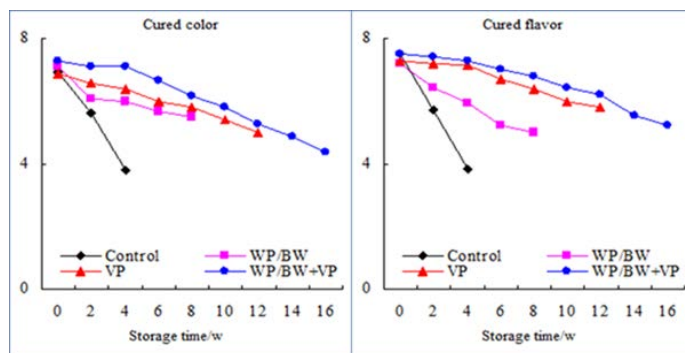 Cured color
8
4
0
Control
WP/BW
VP
WP/BW+VP
0 2 4 6 8 10 12 14 16
Storage time/w
Cured flavor
8
4
0
Control
WP/BW
VP
WP/BW+VP
0 2 4 6 8 10 12 14 16
Storage time/w